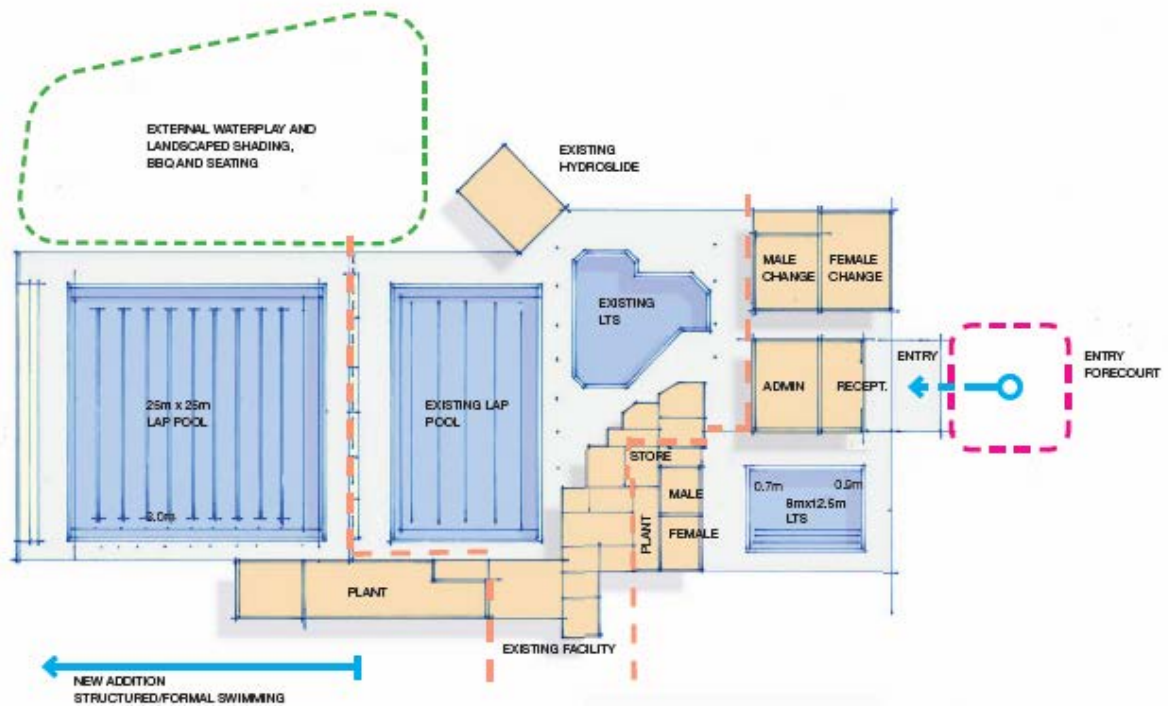 EXTERNAL WATERPLAY AND
LANDSCAPED SHADING,
BBQ AND SEATING
EXISTING
HYDROSLIDE
MALE
CHANGE
FEMALE
CHANGE
EXISTING
LTS
ENTRY
ENTRY
FORECOURT
ADMIN
RECEPT.
25m x 25m
LAP POOL
EXISTING LAP
POOL
STORE
MALE
PLANT
FEMALE
0.7m
0.9m
8mx12.5m
LTS
2.0m
PLANT
EXISTING FACILITY
NEW ADDITION
STRUCTURED/FORMAL SWIMMING